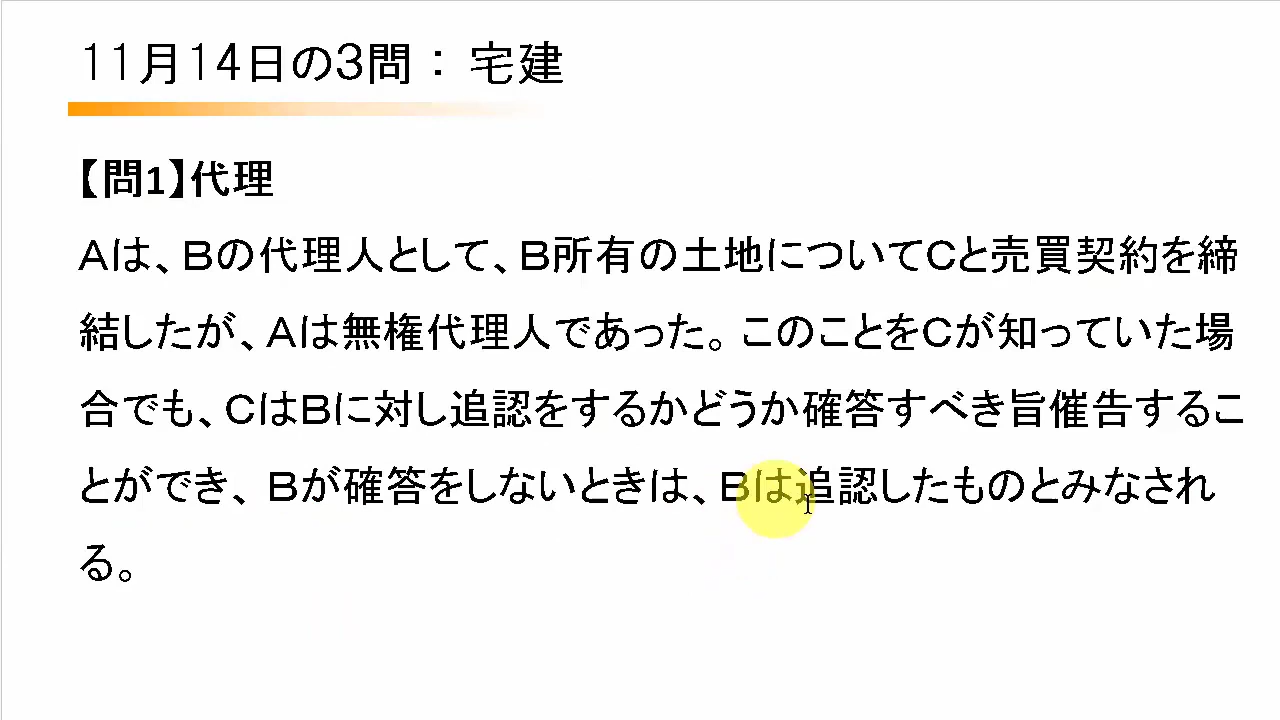 11月14日の3問：宅建
【問1】代理
Aは、Bの代理人として、B所有の土地についてCと売買契約を締
結したが、Aは無権代理人であった。このことをCが知っていた場
合でも、CはBに対し追認をするかどうか確答すべき旨催告するこ
とができ、Bが確答をしないときは、Bは追認したものとみなされ
る。